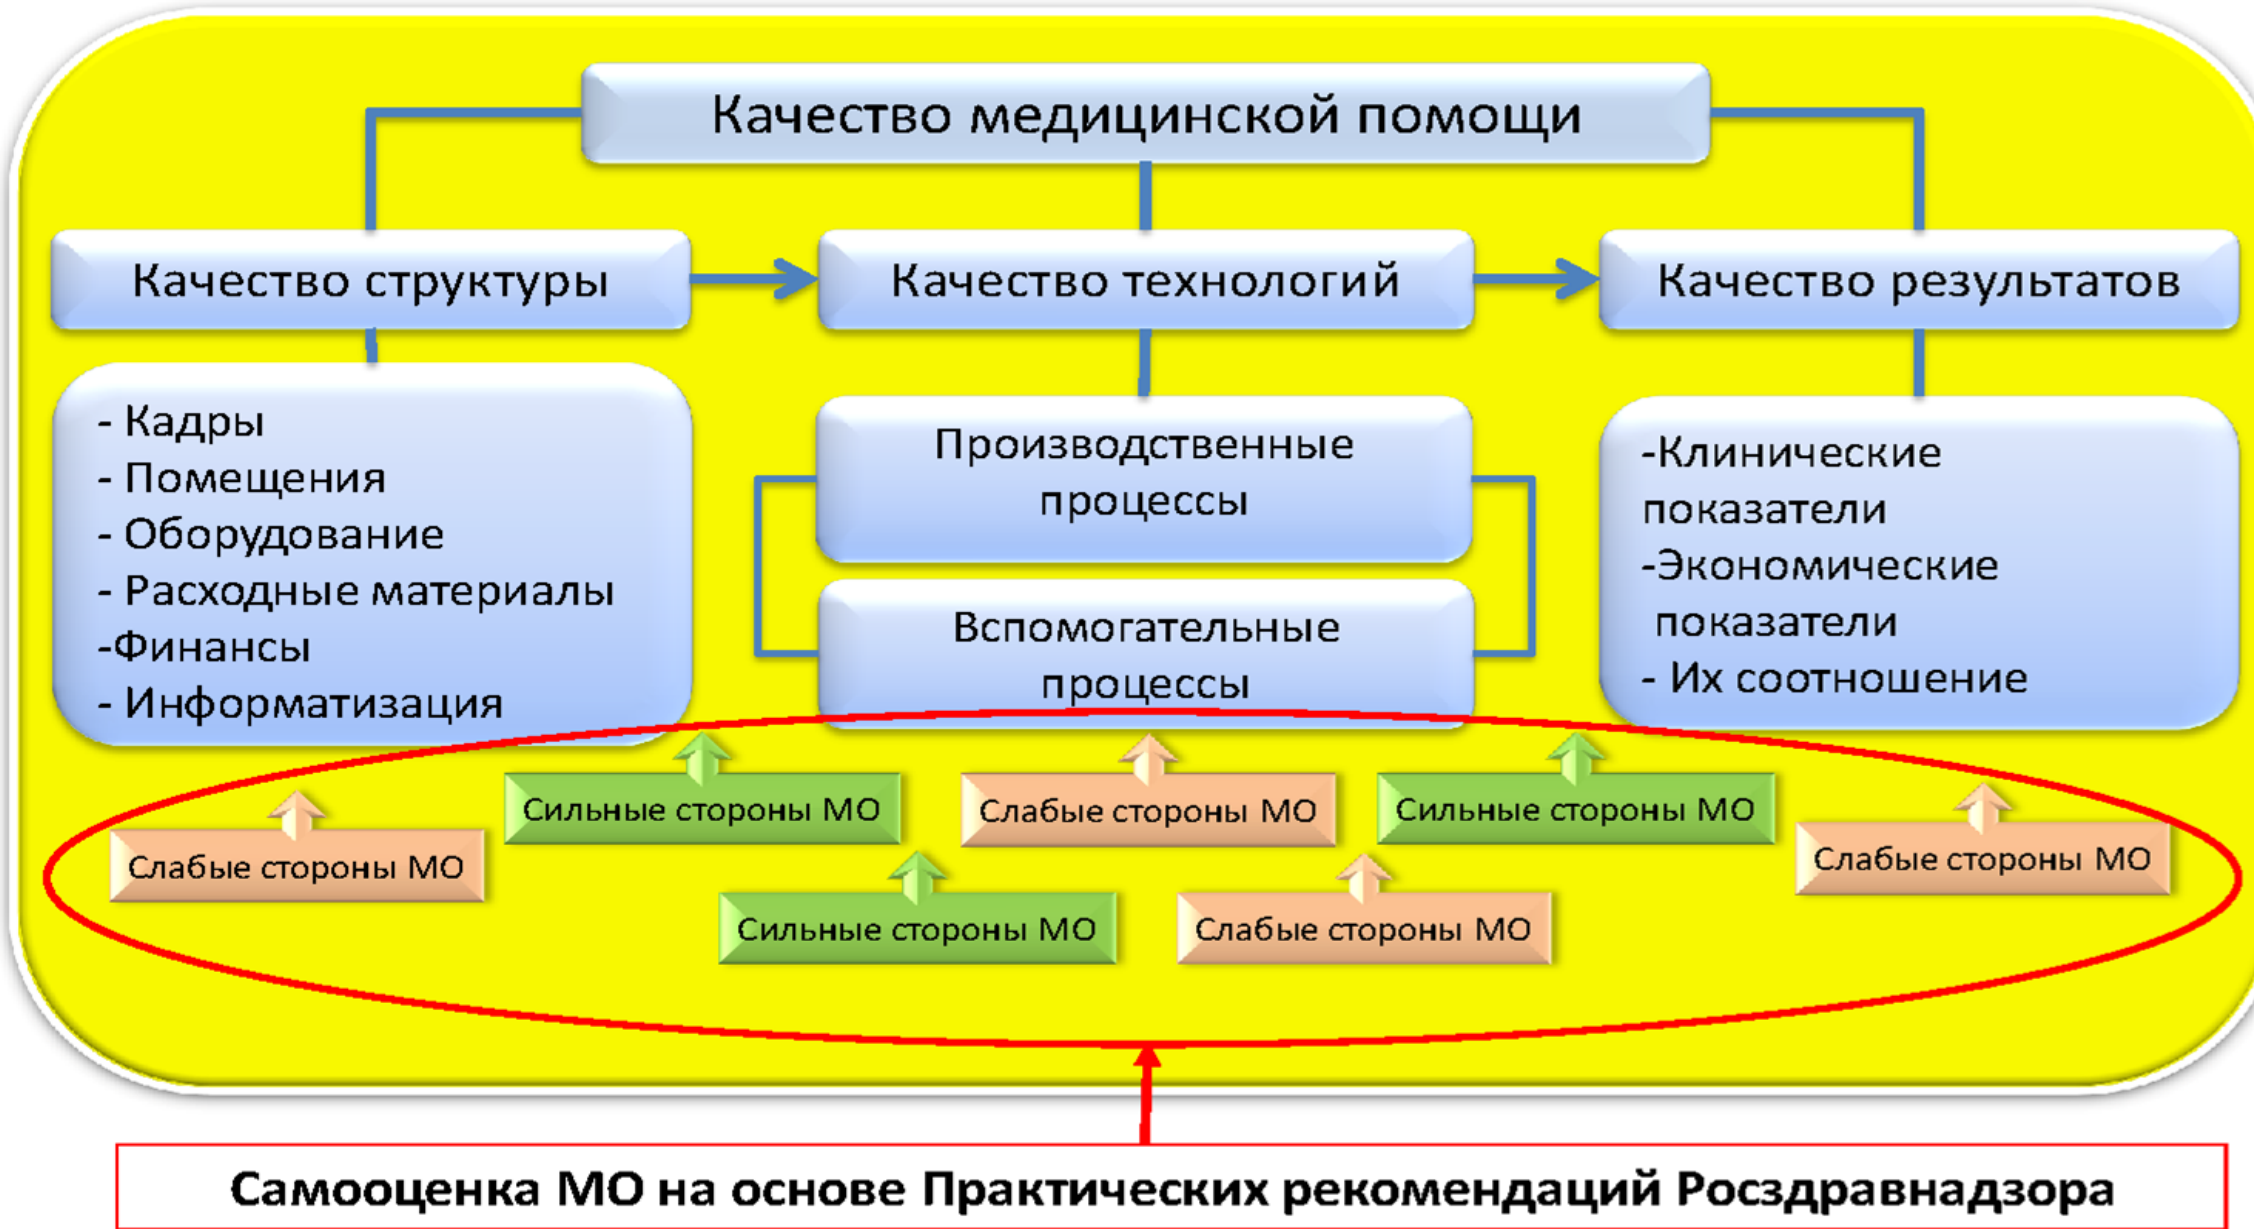 Качество медицинской помощи
Качество структуры
Качество технологий
Качество результатов
- Кадры
- Помещения
- Оборудование
- Расходные материалы
-Финансы
- Информатизация
Производственные
процессы
Вспомогательные
процессы
-Клинические
показатели
-Экономические
показатели
- Их соотношение
Слабые стороны МО
Сильные стороны МО
Слабые стороны МО
Сильные стороны МО
Слабые стороны МО
Сильные стороны МО
Слабые стороны МО
Самооценка МО на основе Практических рекомендаций Росздравнадзора